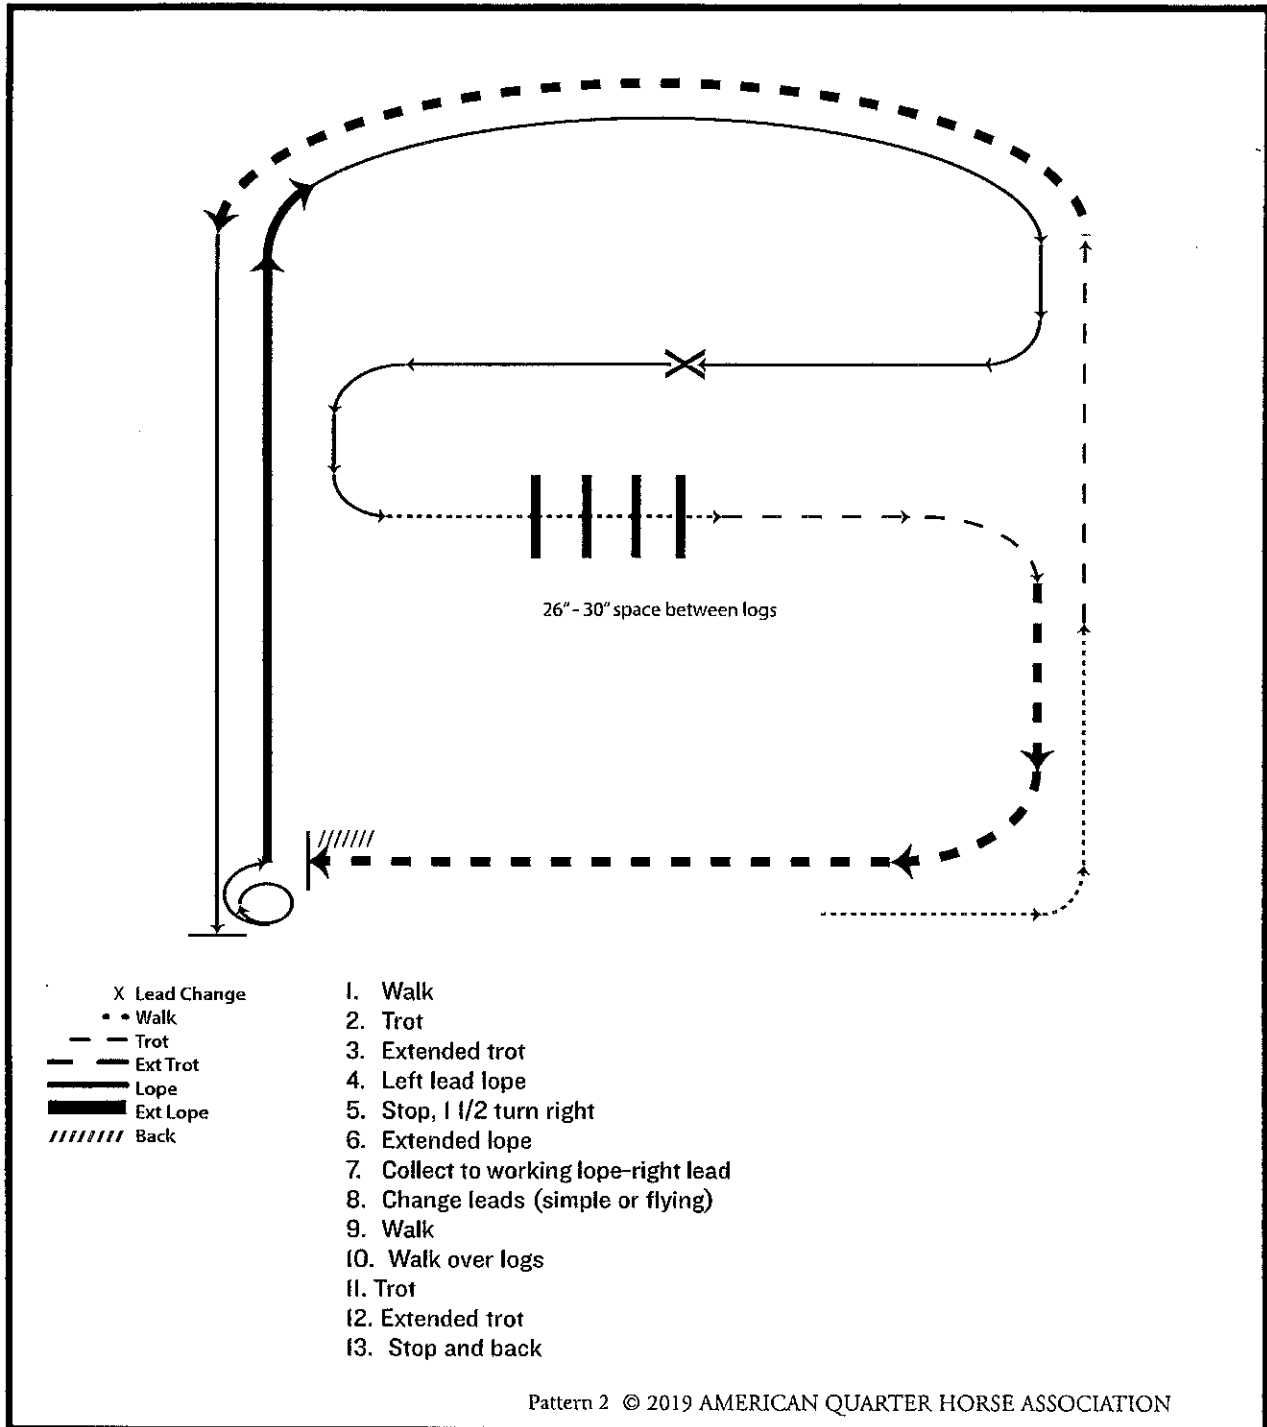 26"- 30" space between logs
X Lead Change
Walk
Trot
Ext Trot
Lope
Ext Lope
Back
1. Walk
2. Trot
3. Extended trot
4. Left lead lope
5. Stop, 1 1/2 turn right
6. Extended lope
7. Collect to working lope-right lead
8. Change leads (simple or flying)
9. Walk
10. Walk over logs
11. Trot
12. Extended trot
13. Stop and back
Pattern 2 © 2019 AMERICAN QUARTER HORSE ASSOCIATION